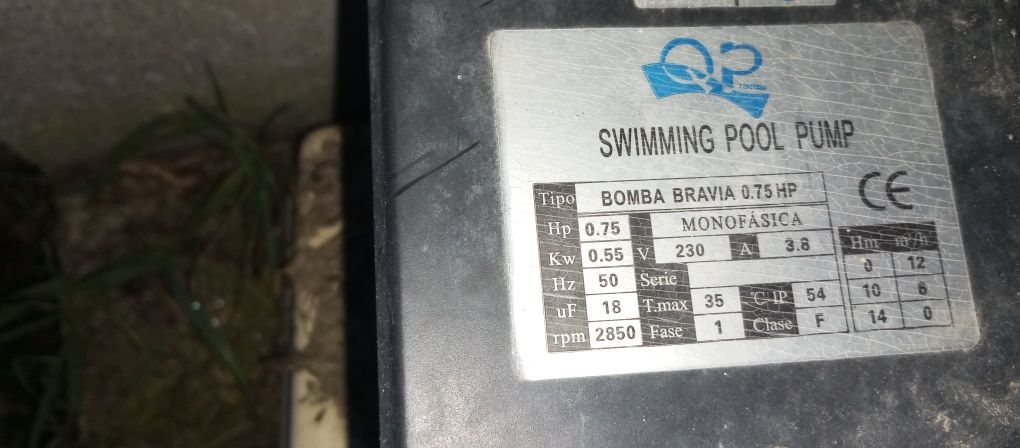 QP
SWIMMING POOL PUMP
CE
Tipo BOMBA BRAVIA 0.75 HP
Hp 0.75 MONOFÁSICA
Kw 0.55 V 230 A 3.8
Hz 50 Serie
uF 18 T.max 35 °C-IP 54
rpm 2850 Fase 1 Clase F
Hm m³/h
0 12
10 6
14 0